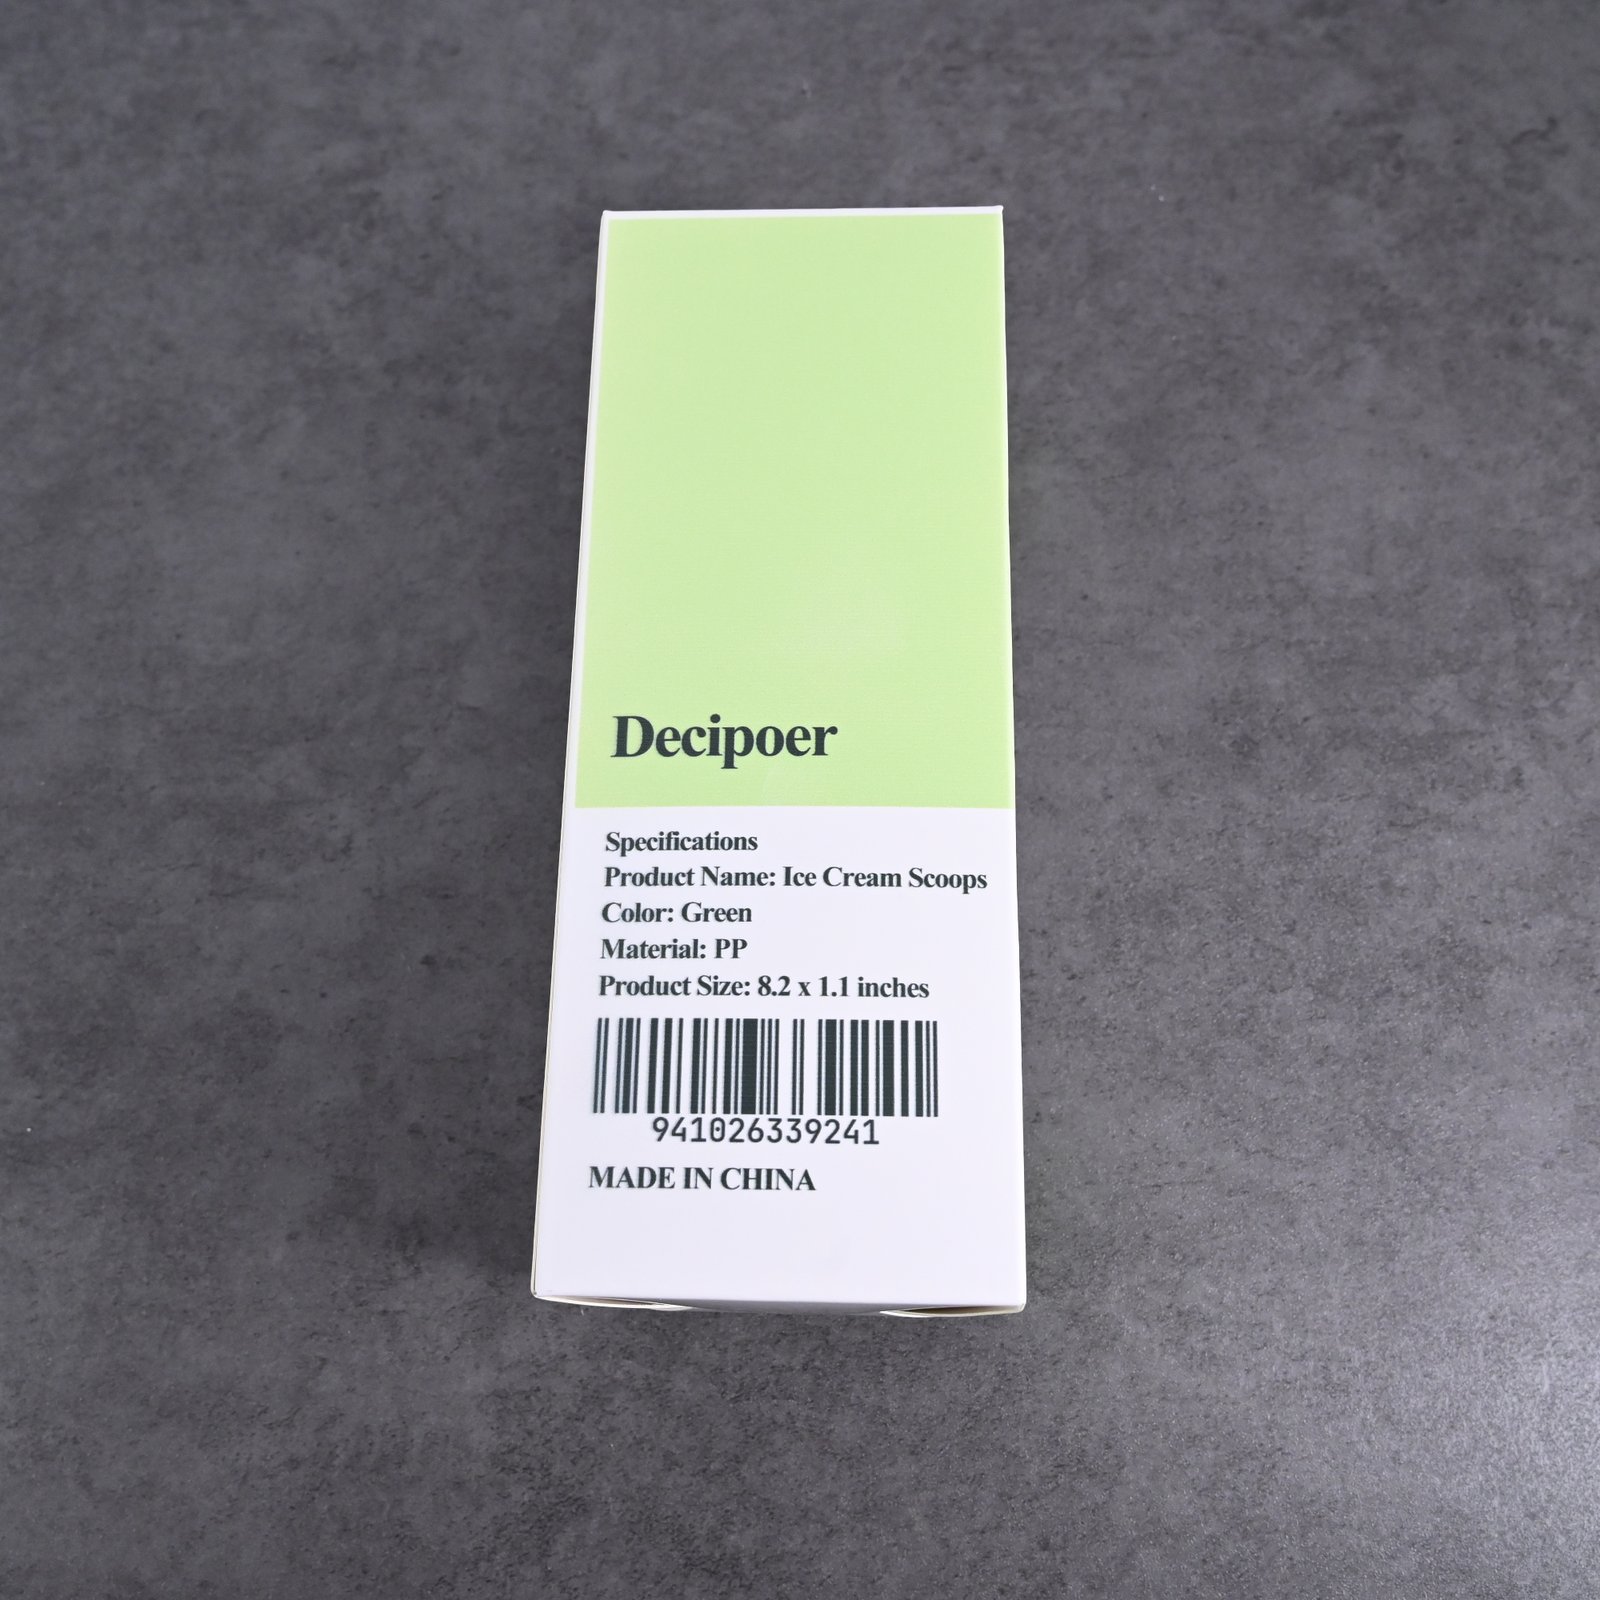 Decipoer
Specifications
Product Name: Ice Cream Scoops
Color: Green
Material: PP
Product Size: 8.2 x 1.1 inches
941026339241
MADE IN CHINA